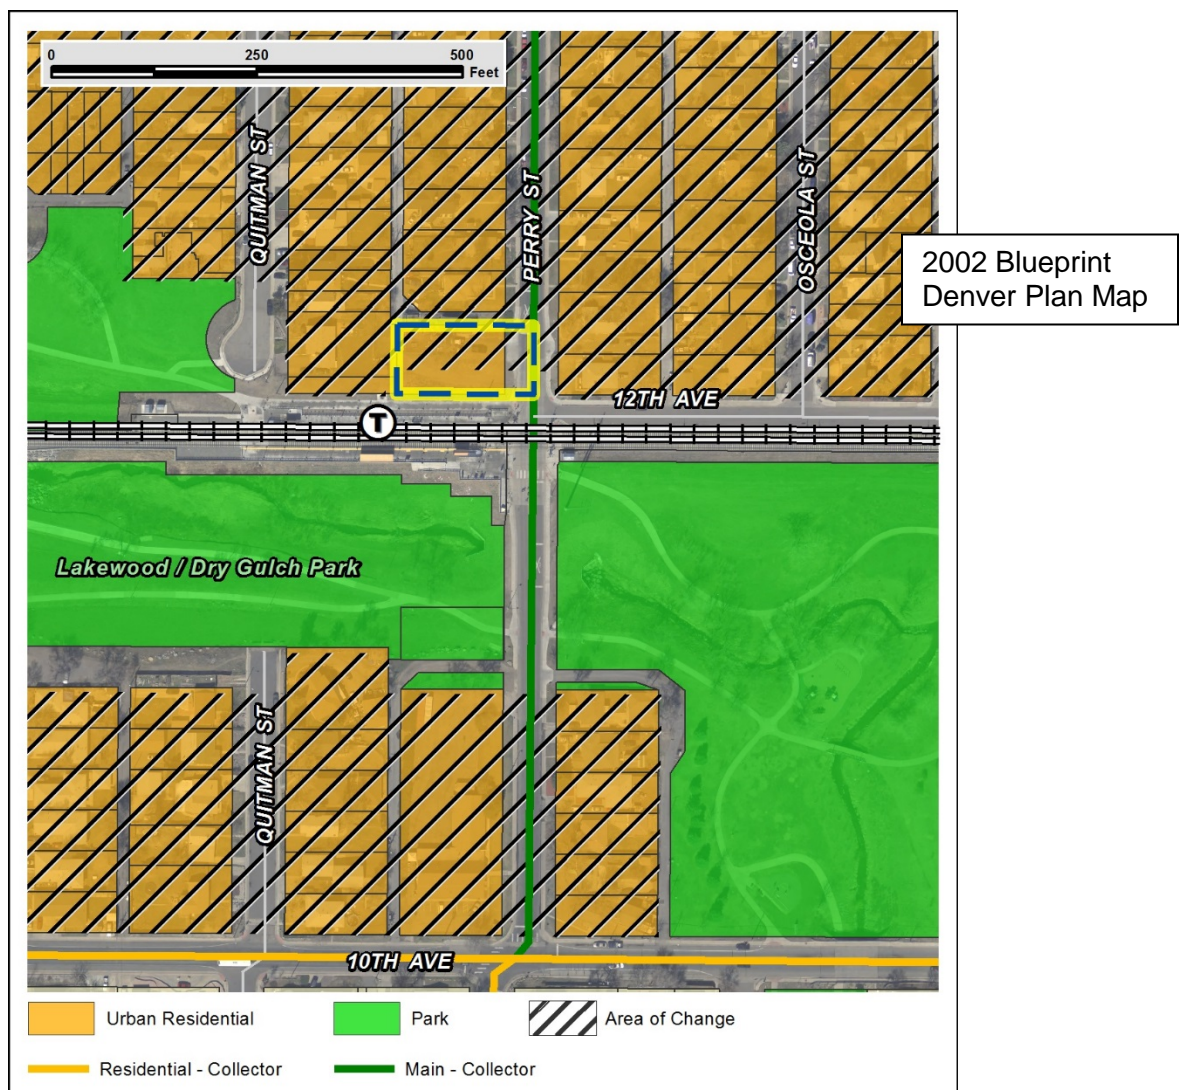 0 250 500
Feet
QUITMAN ST
PERRY ST
OSCEOLA ST
2002 Blueprint
Denver Plan Map
12TH AVE
T
Lakewood / Dry Gulch Park
QUITMAN ST
10TH AVE
Urban Residential
Park
Area of Change
Residential - Collector
Main - Collector